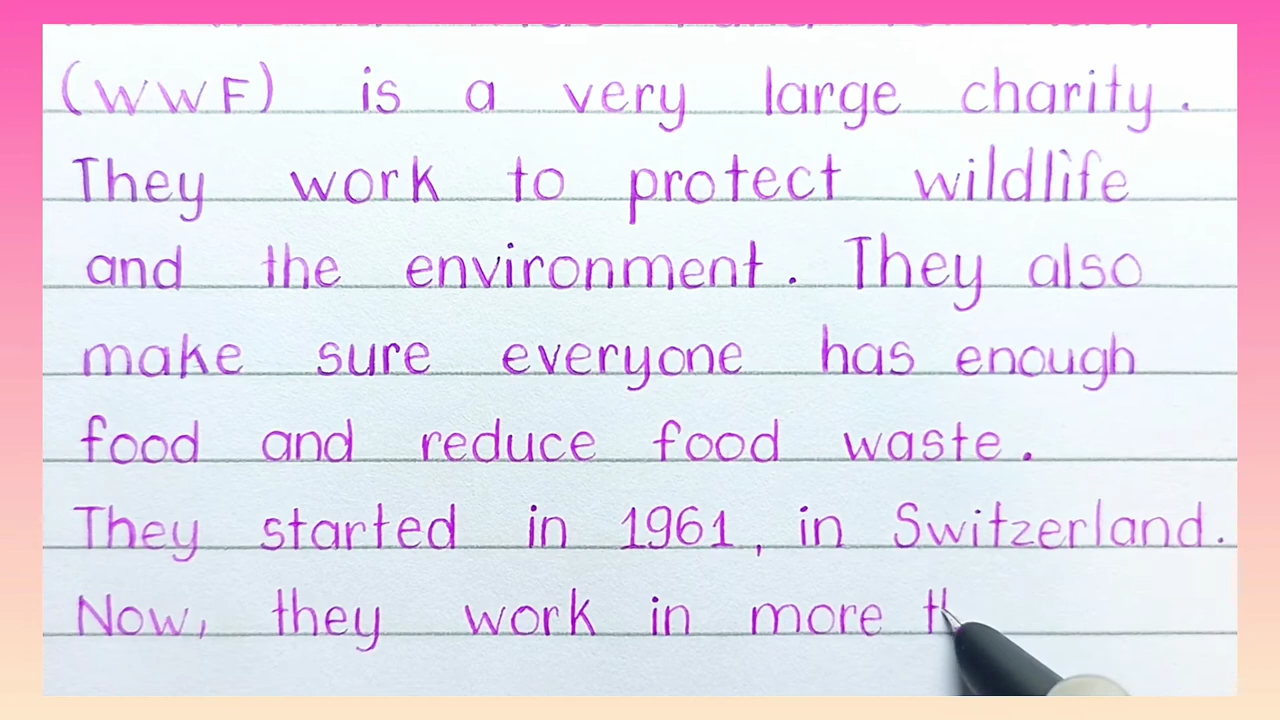 (WWF) is a very large charity.
They work to protect wildlife
and the environment. They also
make sure everyone has enough
food and reduce food waste.
They started in 1961, in Switzerland.
Now, they work in more th